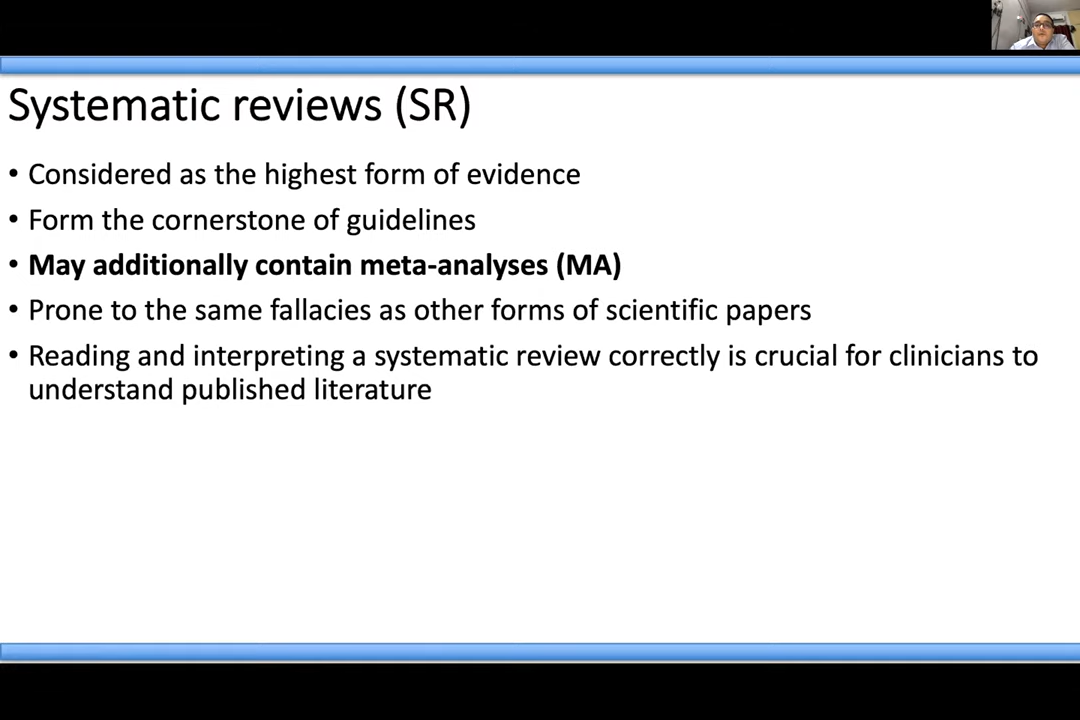 Systematic reviews (SR)
• Considered as the highest form of evidence
• Form the cornerstone of guidelines
• May additionally contain meta-analyses (MA)
• Prone to the same fallacies as other forms of scientific papers
• Reading and interpreting a systematic review correctly is crucial for clinicians to
understand published literature